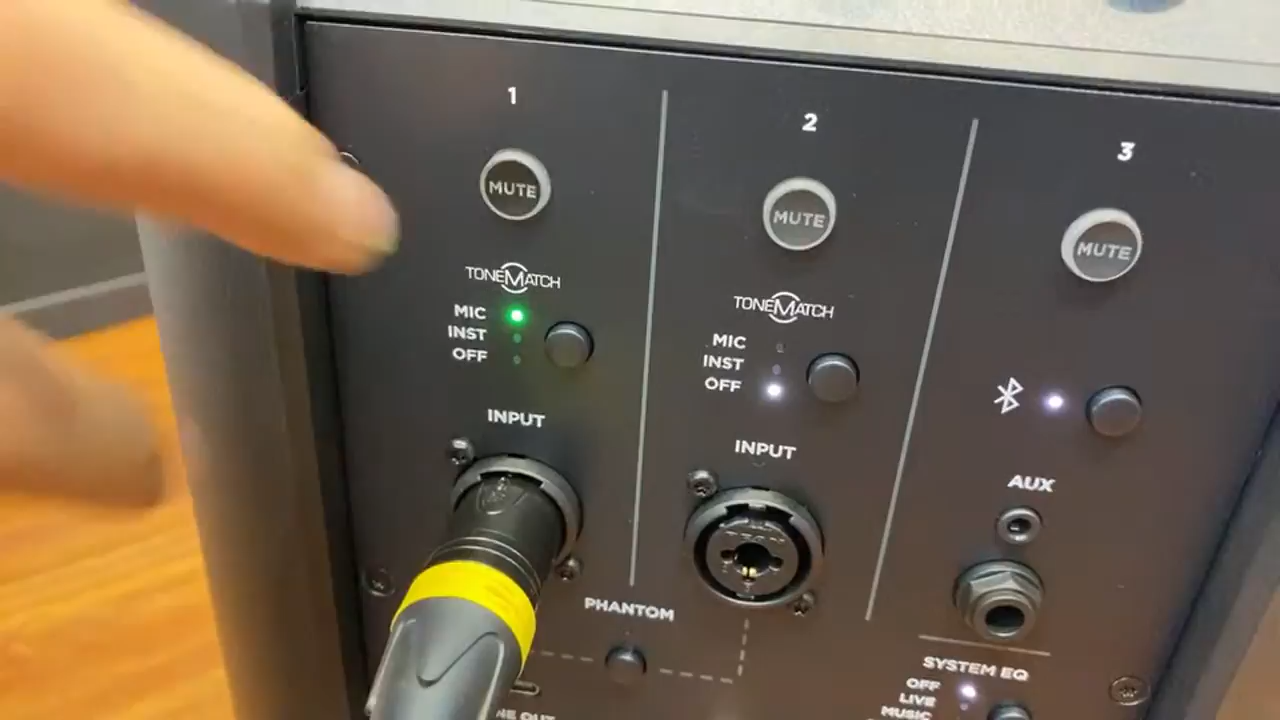 1
MUTE
TONEMATCH
MIC
INST
OFF
INPUT
2
MUTE
TONEMATCH
MIC
INST
OFF
INPUT
PHANTOM
3
MUTE
AUX
SYSTEM EQ
OFF
LIVE
MUSIC
OUT